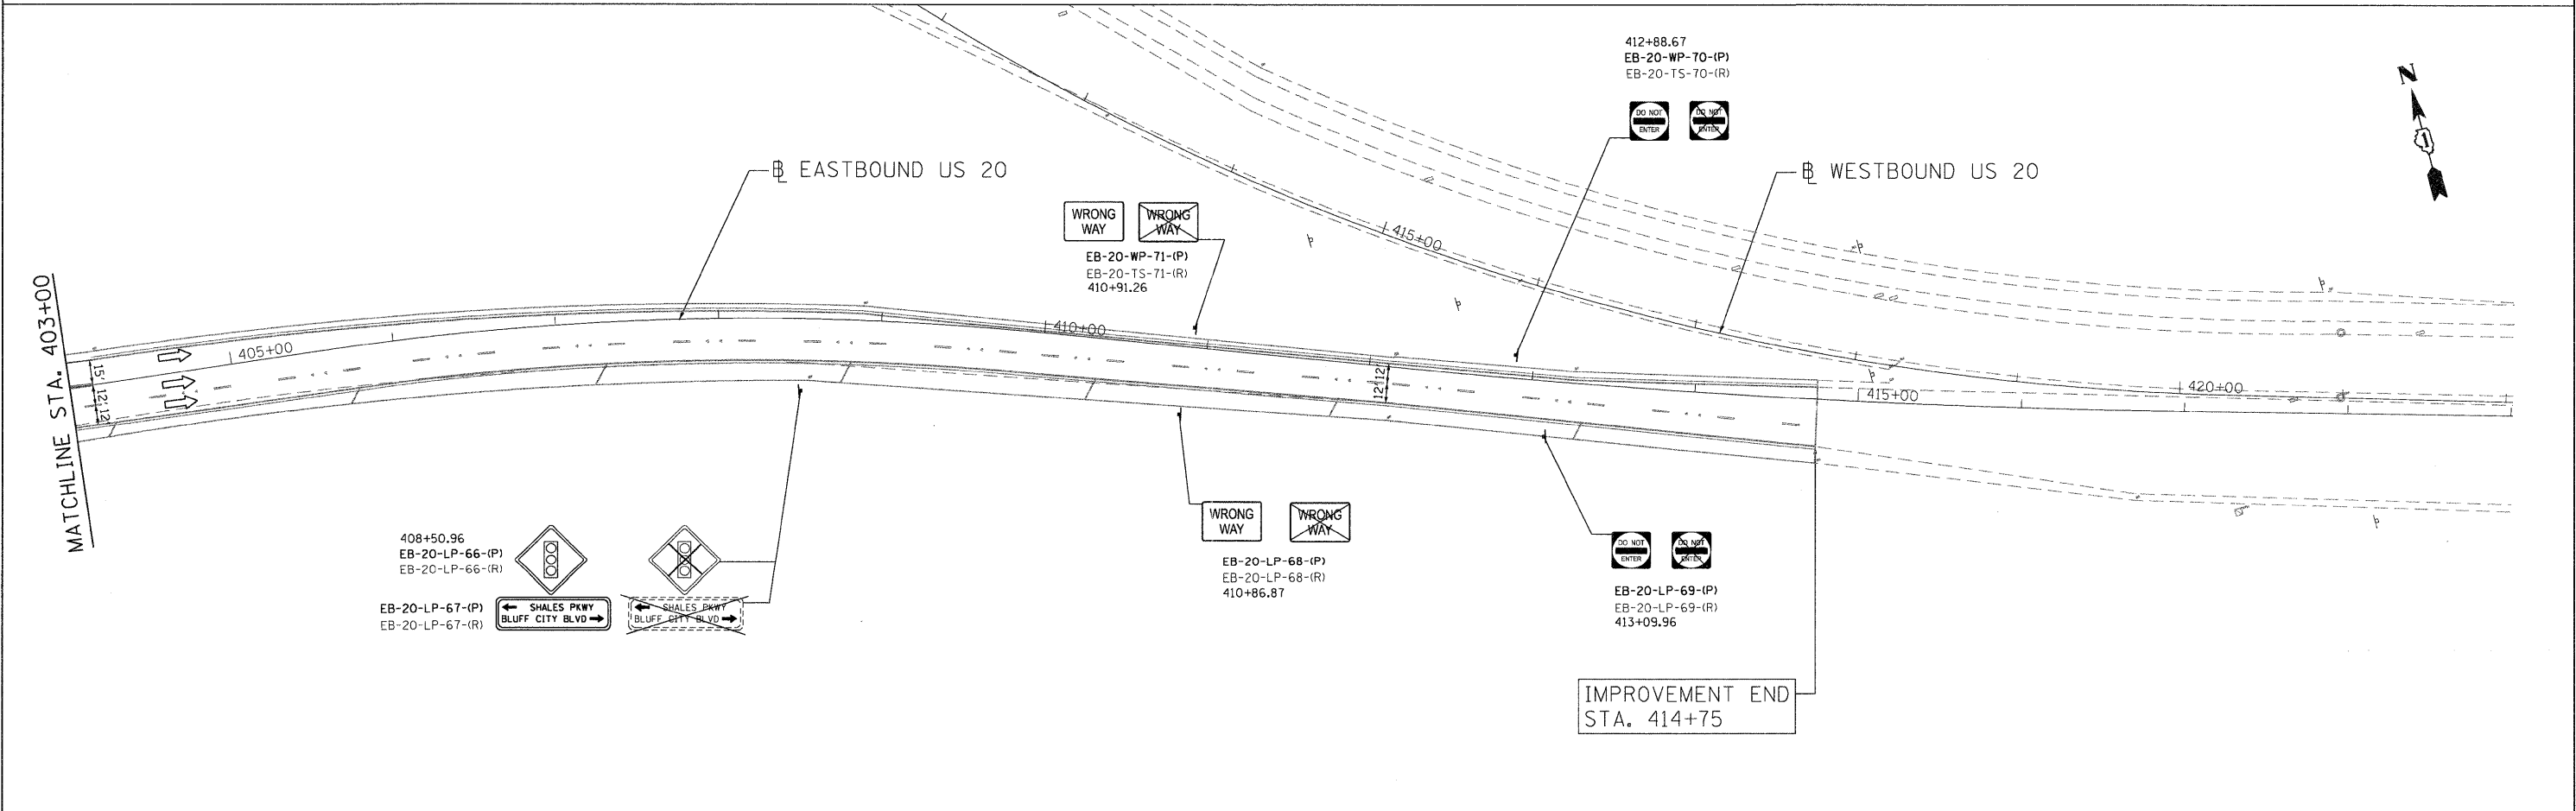 412+88.67
EB-20-WP-70-(P)
EB-20-TS-70-(R)
DO NOT ENTER
DO NOT ENTER
N
1
℄ EASTBOUND US 20
℄ WESTBOUND US 20
WRONG WAY
WRONG WAY
EB-20-WP-71-(P)
EB-20-TS-71-(R)
410+91.26
415+00
MATCHLINE STA. 403+00
405+00
410+00
415+00
420+00
15'
12'
12'
12'
12'
408+50.96
EB-20-LP-66-(P)
EB-20-LP-66-(R)
EB-20-LP-67-(P)
EB-20-LP-67-(R)
← SHALES PKWY
BLUFF CITY BLVD →
← SHALES PKWY
BLUFF CITY BLVD →
WRONG WAY
WRONG WAY
EB-20-LP-68-(P)
EB-20-LP-68-(R)
410+86.87
DO NOT ENTER
DO NOT ENTER
EB-20-LP-69-(P)
EB-20-LP-69-(R)
413+09.96
IMPROVEMENT END
STA. 414+75